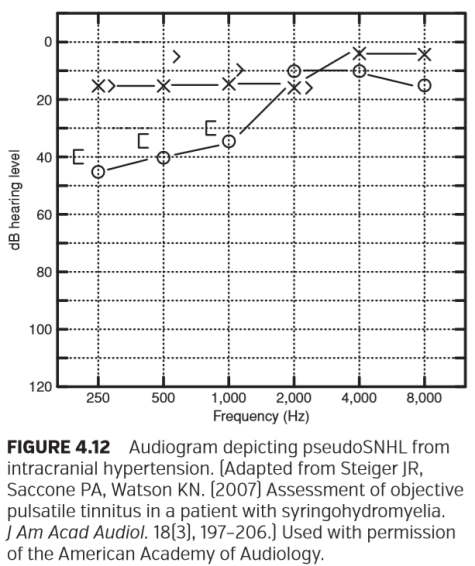 0
20
40
60
80
100
120
dB hearing level
250 500 1,000 2,000 4,000 8,000
Frequency (Hz)
FIGURE 4.12 Audiogram depicting pseudoSNHL from
intracranial hypertension. (Adapted from Steiger JR,
Saccone PA, Watson KN. (2007) Assessment of objective
pulsatile tinnitus in a patient with syringohydromyelia.
J Am Acad Audiol. 18(3), 197–206.) Used with permission
of the American Academy of Audiology.